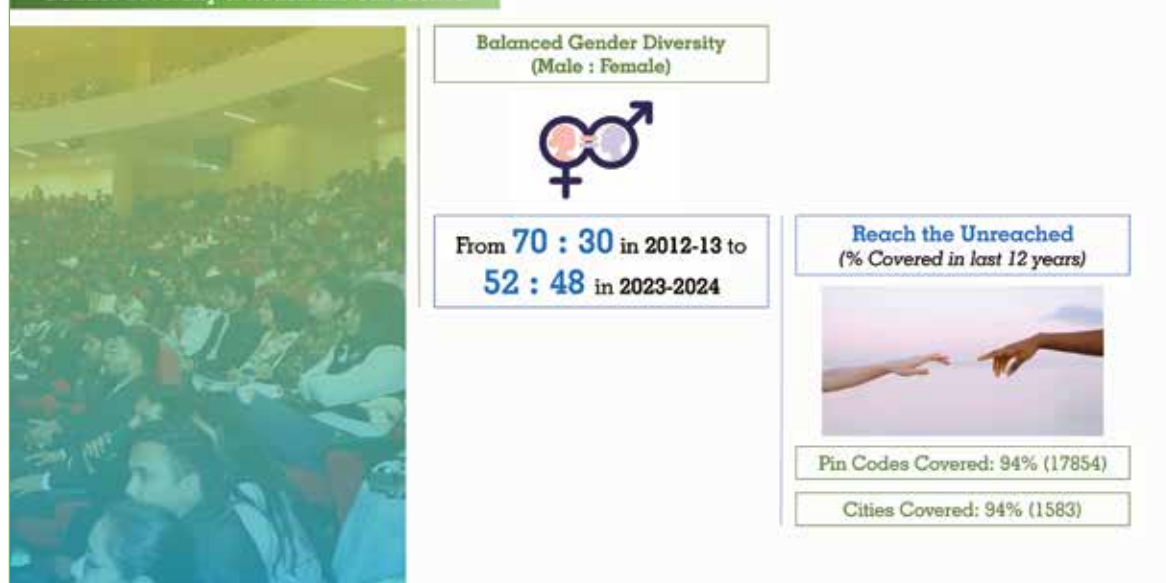 Balanced Gender Diversity
(Male : Female)
From 70 : 30 in 2012-13 to
52 : 48 in 2023-2024
Reach the Unreached
(% Covered in last 12 years)
Pin Codes Covered: 94% (17854)
Cities Covered: 94% (1583)